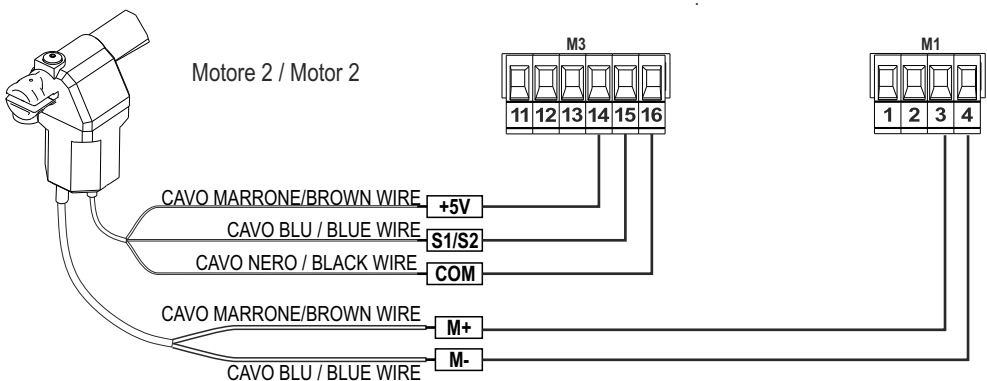 M3
M1
Motore 2 / Motor 2
11 12 13 14 15 16
1 2 3 4
CAVO MARRONE/BROWN WIRE +5V
CAVO BLU / BLUE WIRE S1/S2
CAVO NERO / BLACK WIRE COM
CAVO MARRONE/BROWN WIRE M+
M-
CAVO BLU / BLUE WIRE